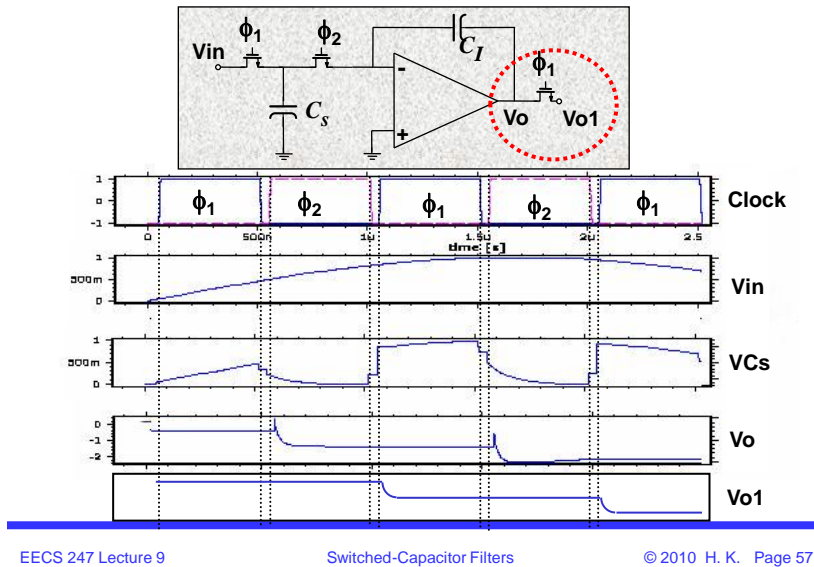 ϕ1
ϕ2
Vin
CI
ϕ1
Cs
-
+
Vo
Vo1
1
0
-1
ϕ1
ϕ2
ϕ1
ϕ2
ϕ1
Clock
0
500n
1u
1.5u
2u
2.5
time [s]
1
500m
0
Vin
1
500m
0
VCs
0
-1
-2
Vo
Vo1
EECS 247 Lecture 9
Switched-Capacitor Filters
© 2010 H. K. Page 57